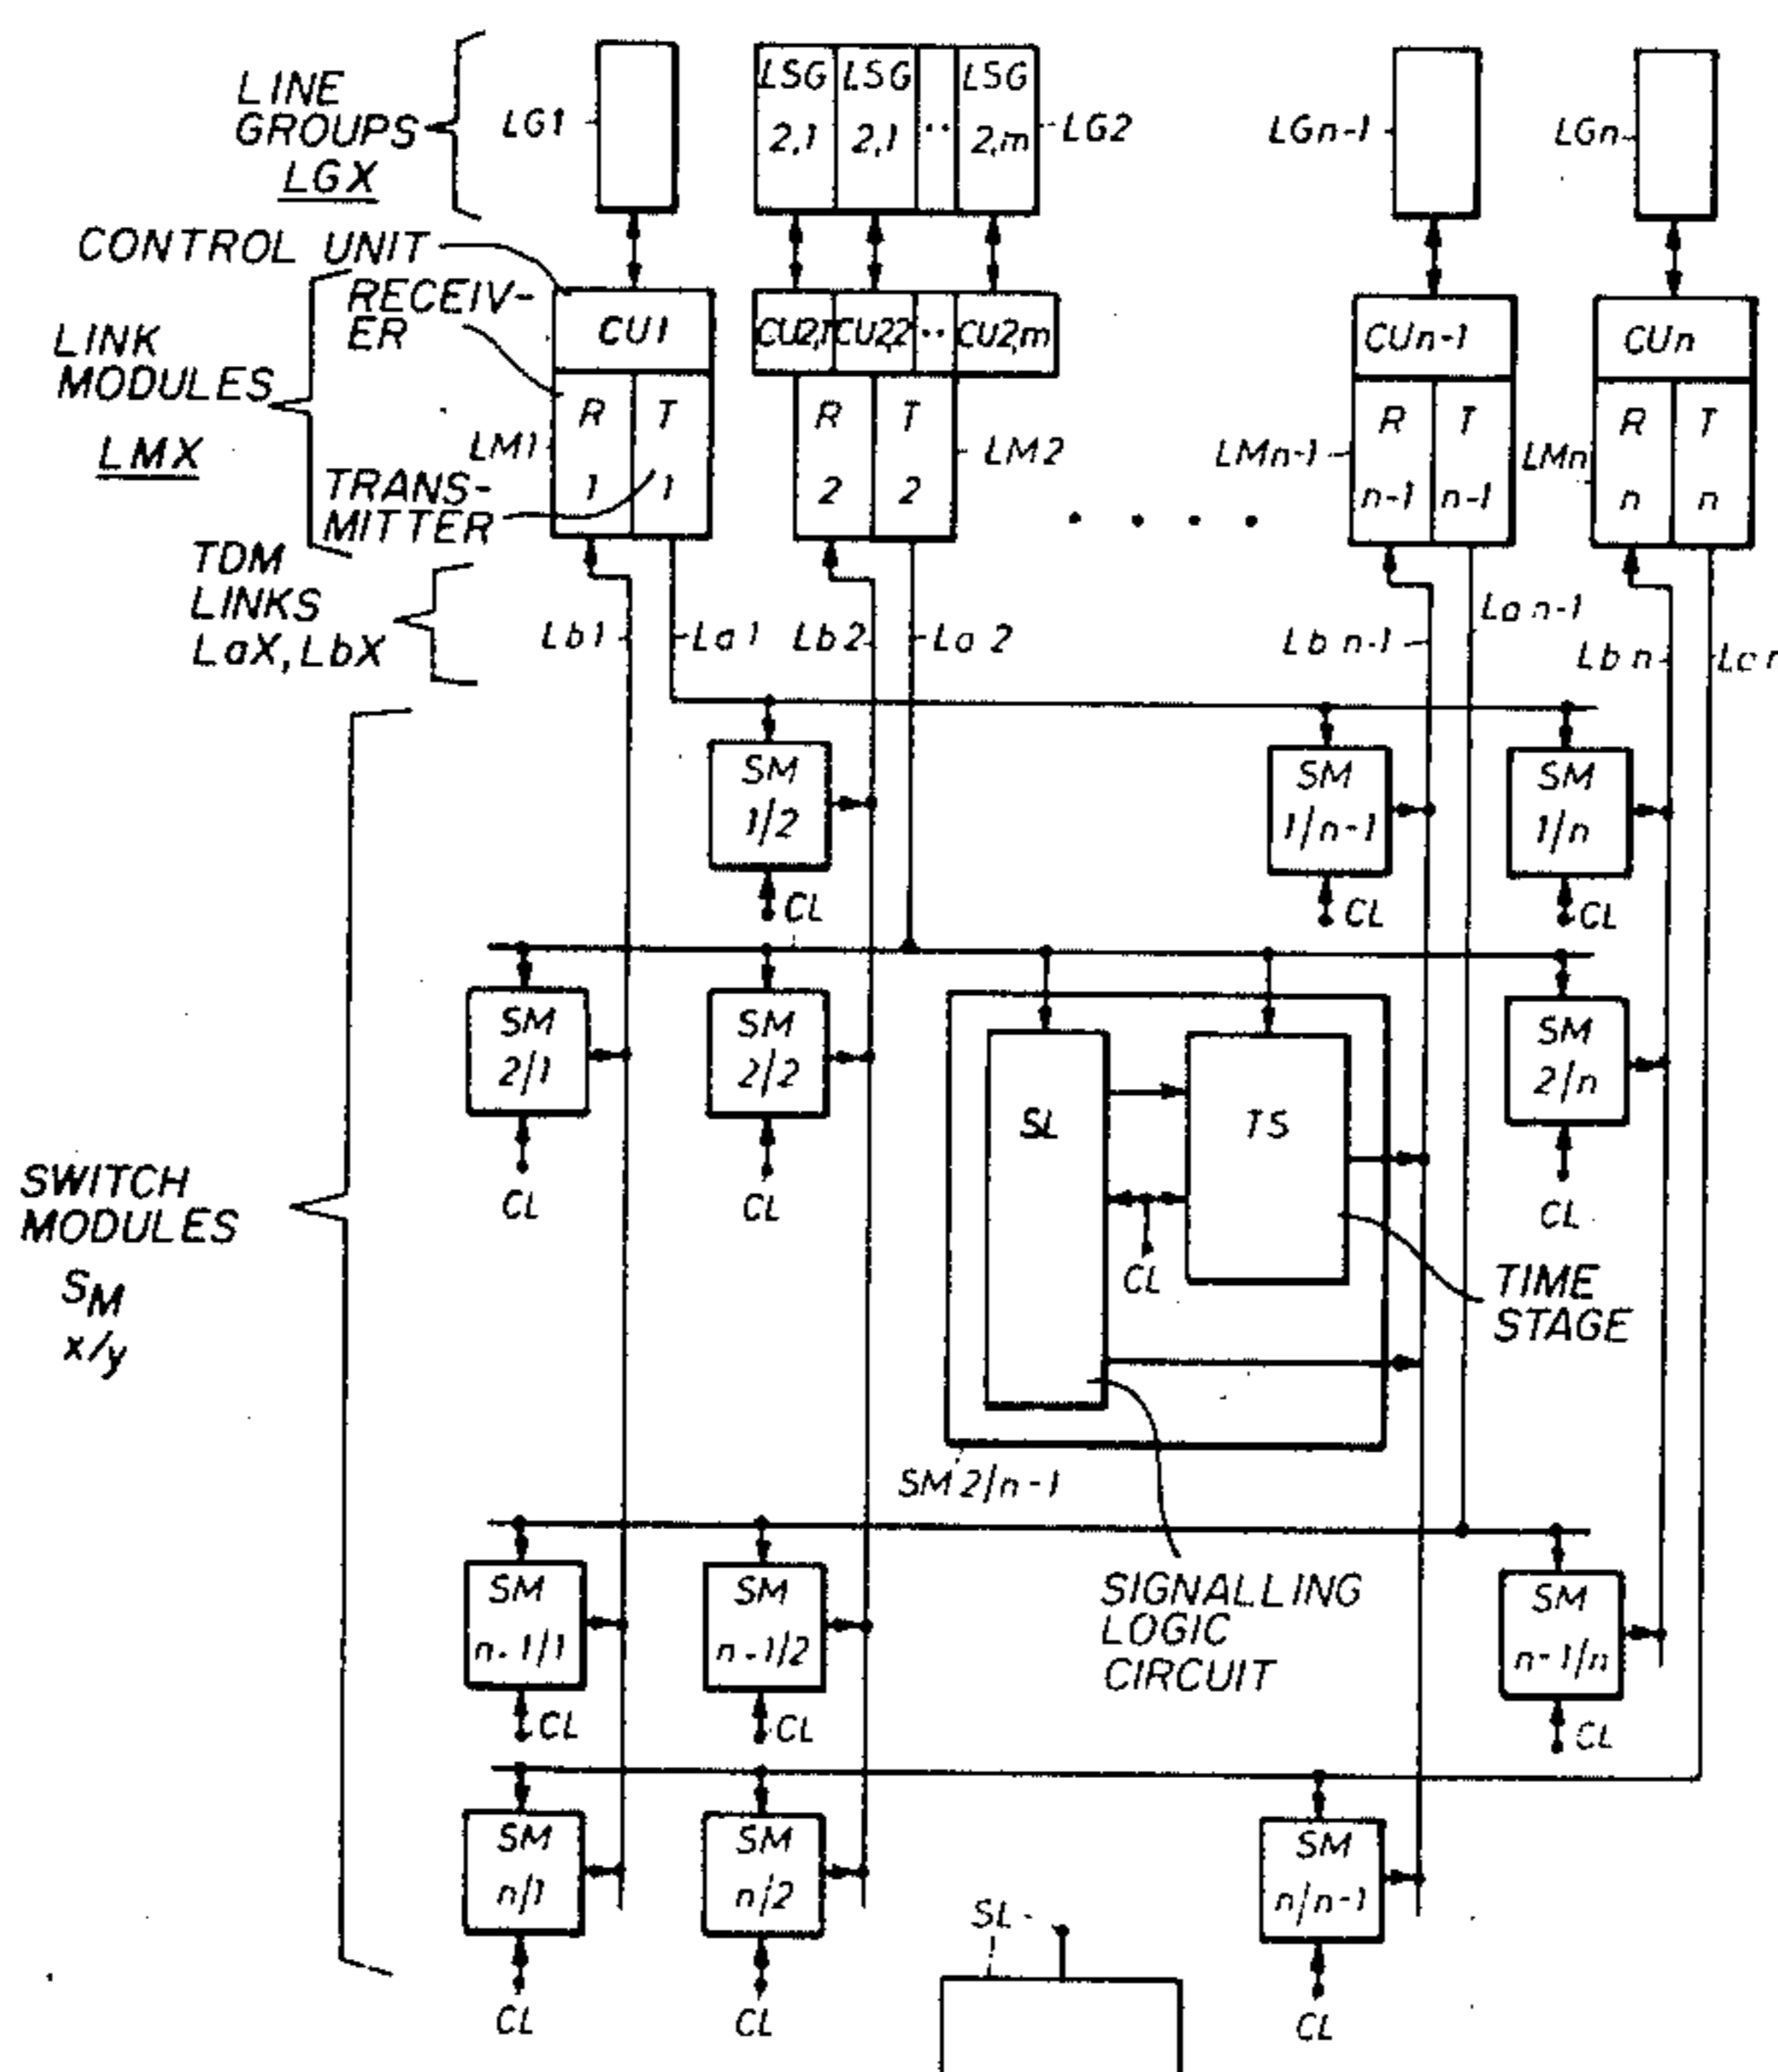 LINE
GROUPS
LGX
LG1
LSG
2,1
LSG
2,1
..
LSG
2,m
LG2
LGn-1
LGn
CONTROL UNIT
RECEIV-
ER
LINK
MODULES
LMX
TRANS-
MITTER
CU1
R
1
T
1
LM1
CU2,1
CU2,2
..
CU2,m
R
2
T
2
LM2
. . . .
CUn-1
R
n-1
T
n-1
LMn-1
CUn
R
n
T
n
LMn
TDM
LINKS
LaX, LbX
Lb1
La1
Lb2
La2
Lb n-1
La n-1
Lb n
SM
1/2
CL
SM
1/n-1
CL
SM
1/n
CL
SM
2/1
CL
SM
2/2
CL
SL
TS
CL
SM
2/n
CL
SWITCH
MODULES
SM
x/y
TIME
STAGE
SM 2/n-1
SIGNALLING
LOGIC
CIRCUIT
SM
n-1/1
CL
SM
n-1/2
CL
SM
n-1/n
CL
SM
n/1
CL
SM
n/2
CL
SM
n/n-1
CL
SL